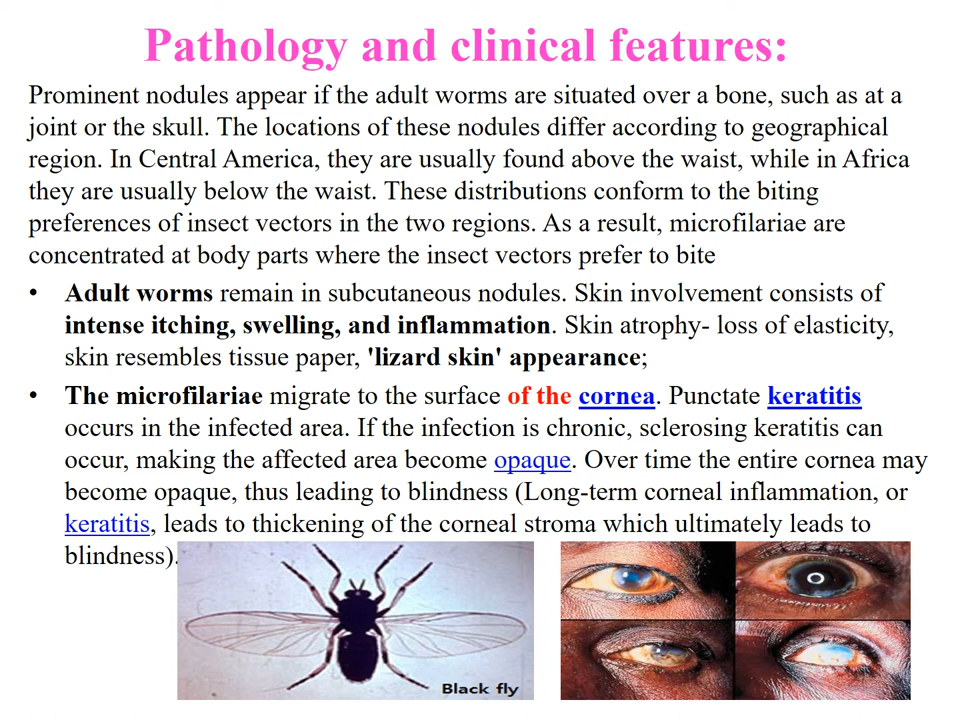 Pathology and clinical features:
Prominent nodules appear if the adult worms are situated over a bone, such as at a
joint or the skull. The locations of these nodules differ according to geographical
region. In Central America, they are usually found above the waist, while in Africa
they are usually below the waist. These distributions conform to the biting
preferences of insect vectors in the two regions. As a result, microfilariae are
concentrated at body parts where the insect vectors prefer to bite
• Adult worms remain in subcutaneous nodules. Skin involvement consists of
intense itching, swelling, and inflammation. Skin atrophy- loss of elasticity,
skin resembles tissue paper, 'lizard skin' appearance;
• The microfilariae migrate to the surface of the cornea. Punctate keratitis
occurs in the infected area. If the infection is chronic, sclerosing keratitis can
occur, making the affected area become opaque. Over time the entire cornea may
become opaque, thus leading to blindness (Long-term corneal inflammation, or
keratitis, leads to thickening of the corneal stroma which ultimately leads to
blindness).
Black fly